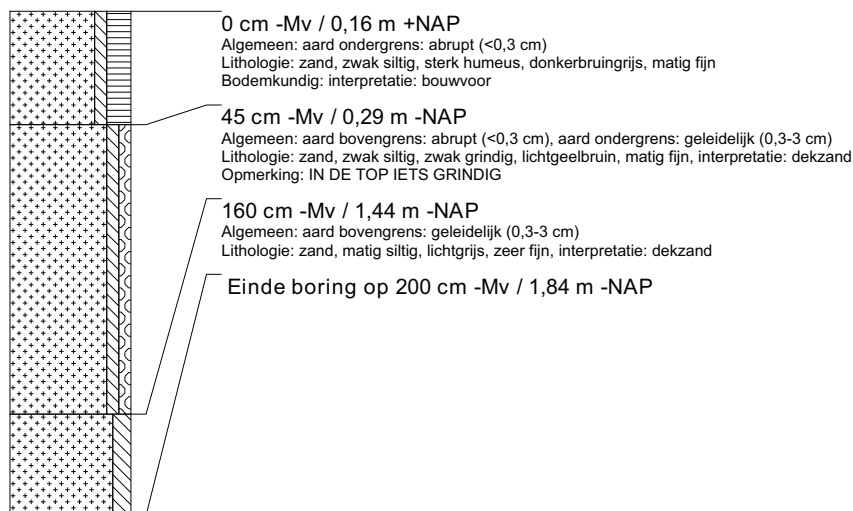 0 cm -Mv / 0,16 m +NAP
Algemeen: aard ondergrens: abrupt (<0,3 cm)
Lithologie: zand, zwak siltig, sterk humeus, donkerbruingrijs, matig fijn
Bodemkundig: interpretatie: bouwvoor
45 cm -Mv / 0,29 m -NAP
Algemeen: aard bovengrens: abrupt (<0,3 cm), aard ondergrens: geleidelijk (0,3-3 cm)
Lithologie: zand, zwak siltig, zwak grindig, lichtgeelbruin, matig fijn, interpretatie: dekzand
Opmerking: IN DE TOP IETS GRINDIG
160 cm -Mv / 1,44 m -NAP
Algemeen: aard bovengrens: geleidelijk (0,3-3 cm)
Lithologie: zand, matig siltig, lichtgrijs, zeer fijn, interpretatie: dekzand
Einde boring op 200 cm -Mv / 1,84 m -NAP